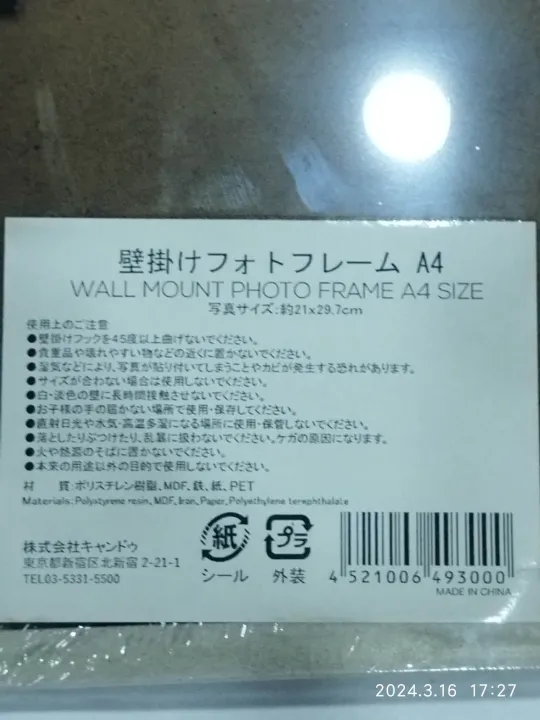 壁掛けフォトフレーム A4
WALL MOUNT PHOTO FRAME A4 SIZE
写真サイズ:約21x29.7cm
使用上のご注意
●壁掛けフックを45度以上曲げないでください。
●貴重品や壊れやすい物などの近くに置かないでください。
●湿気などにより、写真が貼り付いてしまうことやカビが発生する恐れがあります。
●サイズが合わない場合は使用しないでください。
●白・淡色の壁に長時間接触させないでください。
●お子様の手の届かない場所で使用・保存してください。
●直射日光や水気・高温多湿になる場所に使用・保管しないでください。
●落としたりぶつけたり、乱暴に扱わないでください。ケガの原因になります。
●火や熱源のそばに置かないでください。
●本来の用途以外の目的で使用しないでください。
材 質:ポリスチレン樹脂、MDF、鉄、紙、PET
Materials:Polystyrene resin, MDF, Iron, Paper, Polyethylene terephthalate
株式会社キャンドゥ
東京都新宿区北新宿 2-21-1
TEL03-5331-5500
紙
シール
プラ
外装
4 521006 493000
MADE IN CHINA
2024.3.16 17:27